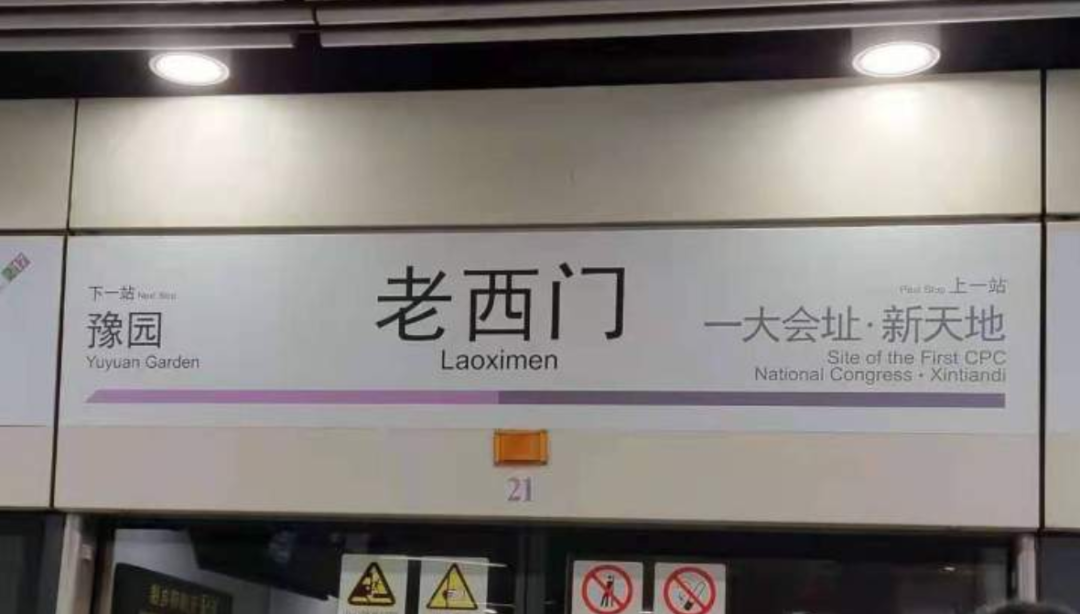 下一站 Next Stop
豫园
Yuyuan Garden
老西门
Laoximen
Past Stop 上一站
一大会址·新天地
Site of the First CPC
National Congress · Xintiandi
21